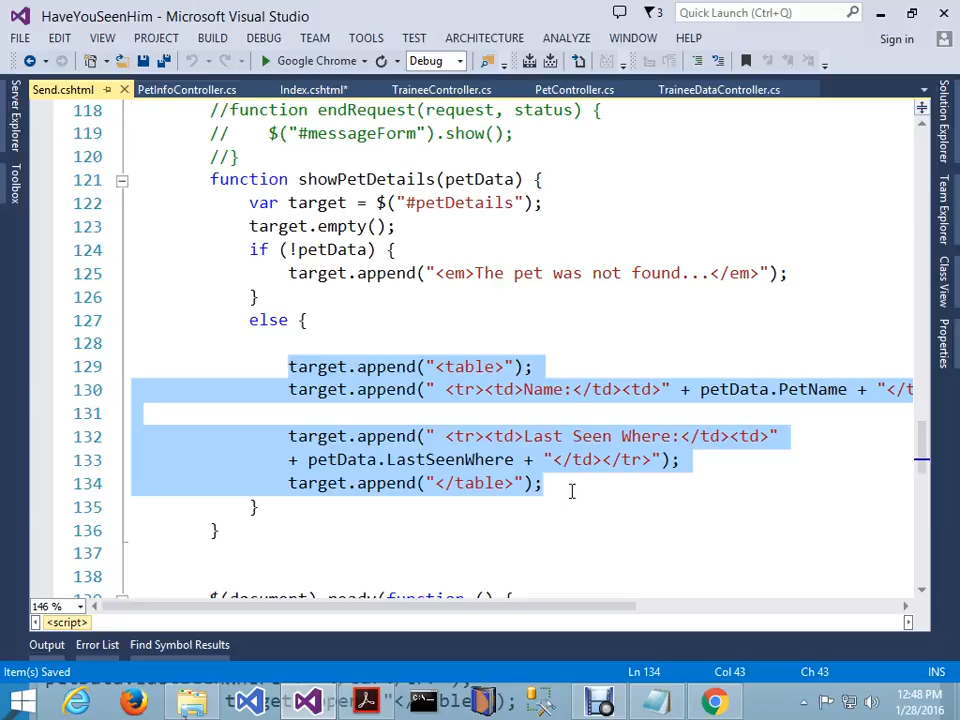 HaveYouSeenHim - Microsoft Visual Studio
3
Quick Launch (Ctrl+Q)
FILE EDIT VIEW PROJECT BUILD DEBUG TEAM TOOLS TEST ARCHITECTURE ANALYZE WINDOW HELP Sign in
Google Chrome Debug
Send.cshtml PetInfoController.cs Index.cshtml* TraineeController.cs PetController.cs TraineeDataController.cs
Server Explorer
Toolbox
Solution Explorer
Team Explorer
Class View
Properties
118 //function endRequest(request, status) {
119 //    $("#messageForm").show();
120 //}
121 function showPetDetails(petData) {
122 var target = $("#petDetails");
123 target.empty();
124 if (!petData) {
125 target.append("<em>The pet was not found...</em>");
126 }
127 else {
128
129 target.append("<table>");
130 target.append(" <tr><td>Name:</td><td>" + petData.PetName + "</t
131
132 target.append(" <tr><td>Last Seen Where:</td><td>"
133 + petData.LastSeenWhere + "</td></tr>");
134 target.append("</table>");
135 }
136 }
137
138
$(document).ready(function () {
146 %
<script>
Output Error List Find Symbol Results
Item(s) Saved Ln 134 Col 43 Ch 43 INS
12:48 PM
1/28/2016